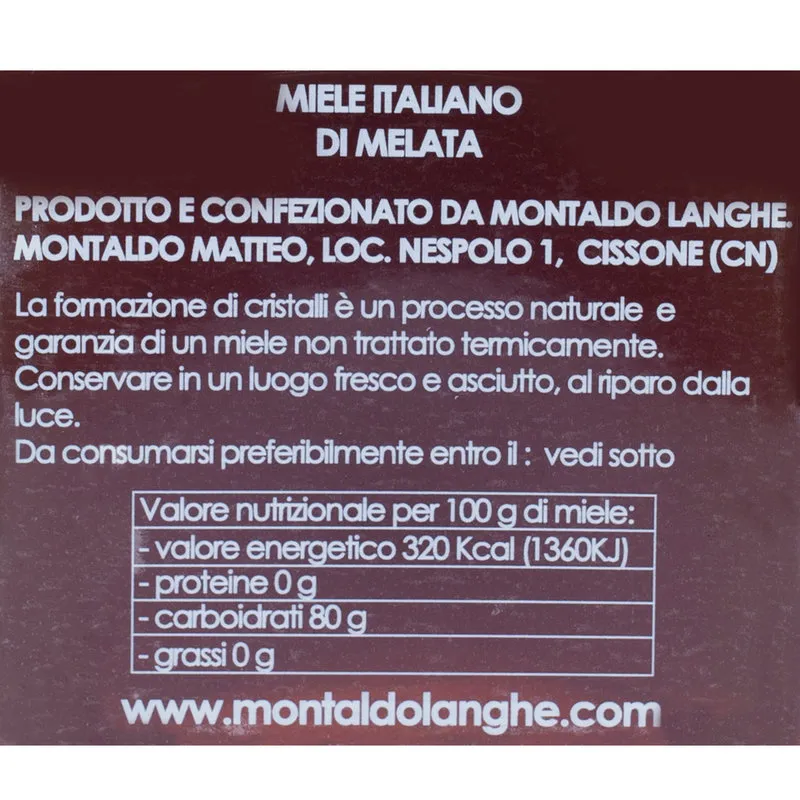 MIELE ITALIANO
DI MELATA
PRODOTTO E CONFEZIONATO DA MONTALDO LANGHE.
MONTALDO MATTEO, LOC. NESPOLO 1, CISSONE (CN)
La formazione di cristalli è un processo naturale e
garanzia di un miele non trattato termicamente.
Conservare in un luogo fresco e asciutto, al riparo dalla
luce.
Da consumarsi preferibilmente entro il : vedi sotto
Valore nutrizionale per 100 g di miele:
- valore energetico 320 Kcal (1360KJ)
- proteine 0 g
- carboidrati 80 g
- grassi 0 g
www.montaldolanghe.com